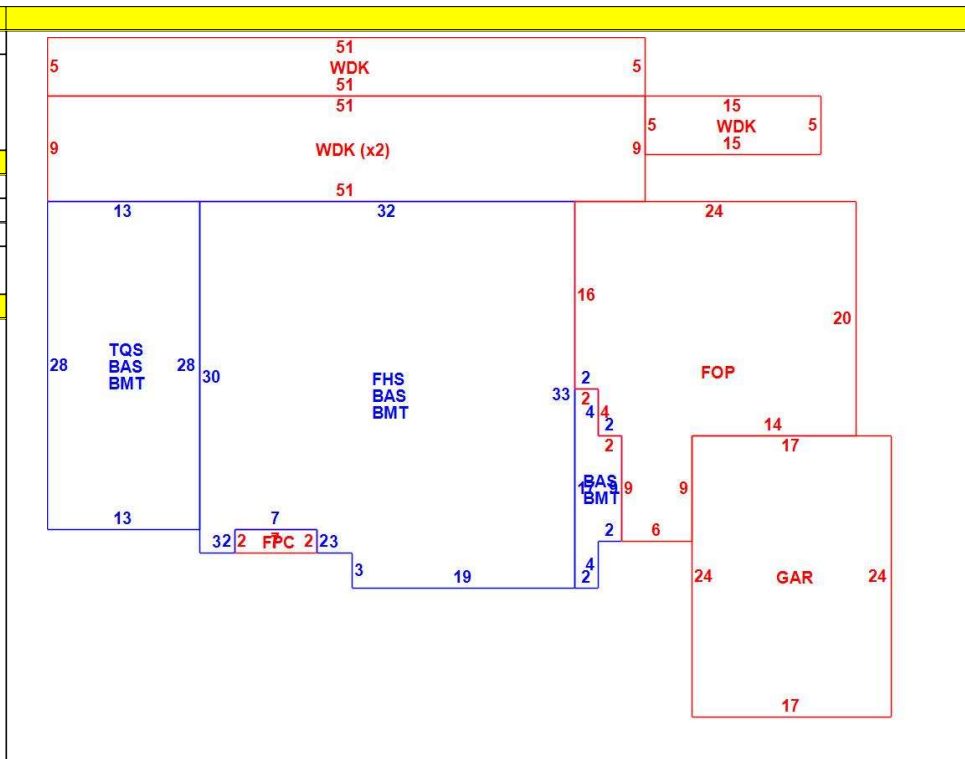 51
5 WDK 5
51
51
15
5 WDK 5
15
9 WDK (x2) 9
51
13
32
24
16
20
28 TQS 28
BAS
BMT
30
FHS
BAS
BMT
33
FOP
2
2
4 4
2
2
14
17
17 BAS 9 9
BMT
9
13
7
7
32 2 FPC 2 23
2
6
3
19
4
2
24 GAR 24
17